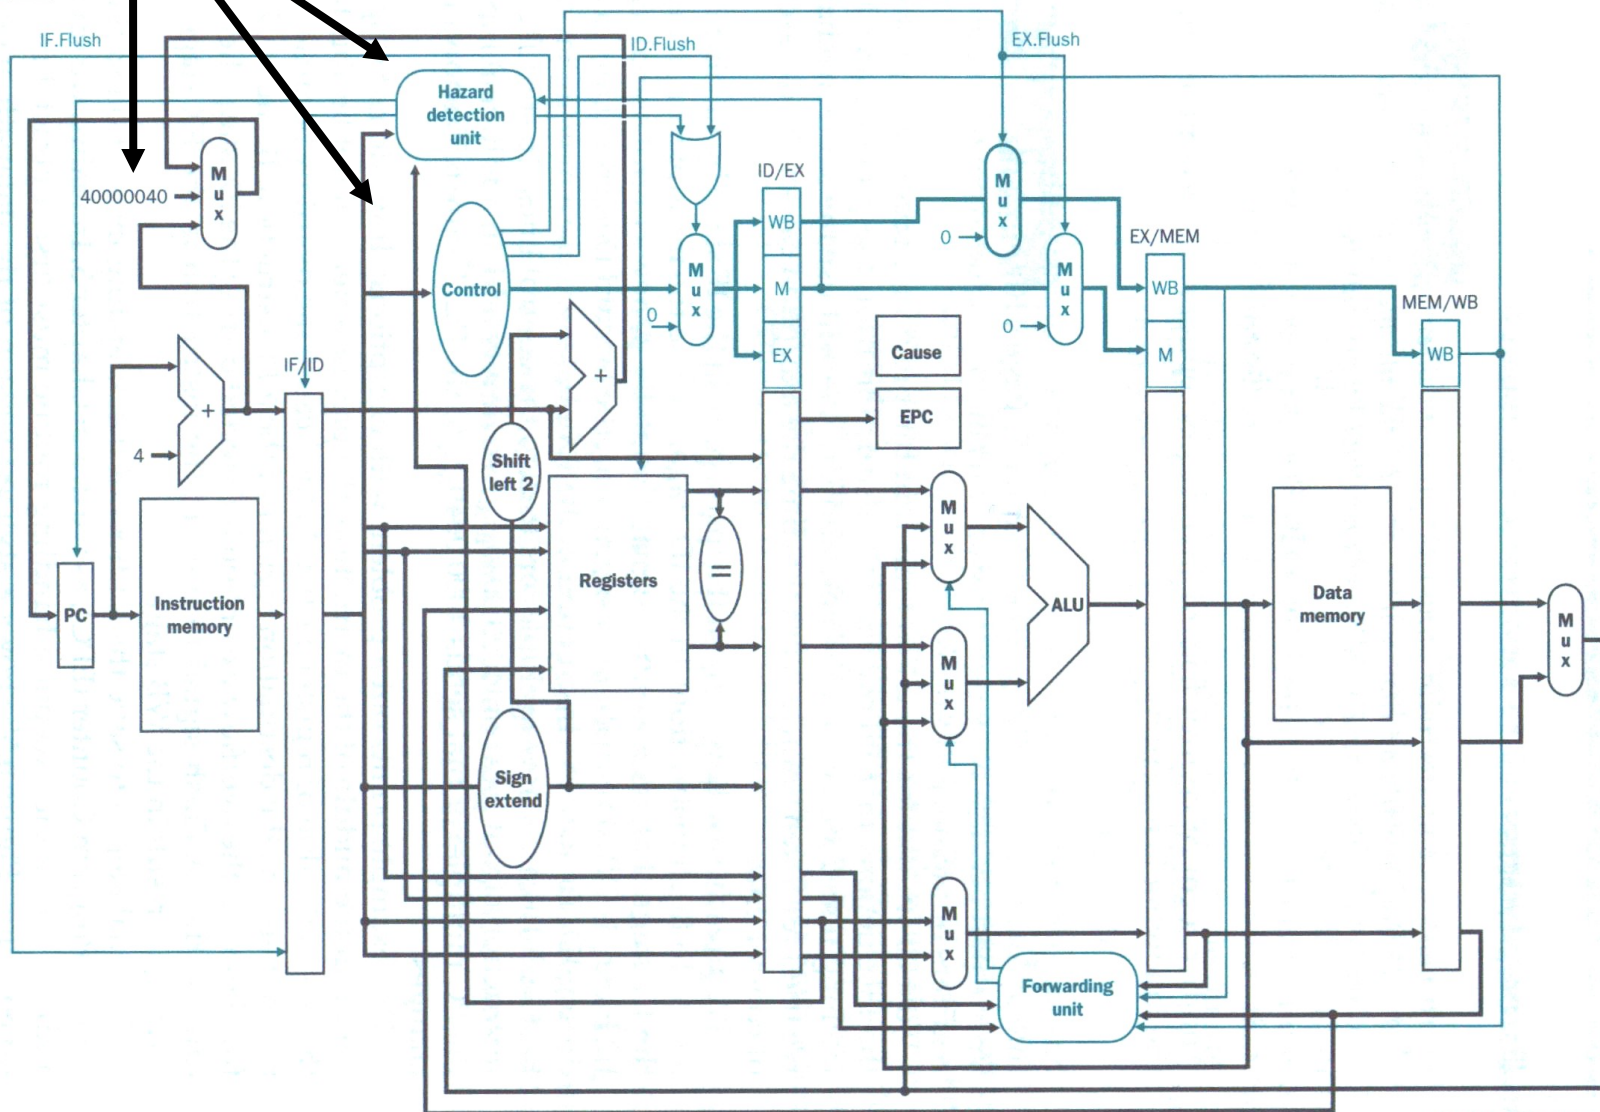 IF.Flush
ID.Flush
EX.Flush
Hazard
detection
unit
M
u
x
40000040
ID/EX
WB
M
EX
M
u
x
0
EX/MEM
M
u
x
0
WB
M
MEM/WB
WB
Control
M
u
x
0
Cause
EPC
IF/ID
+
4
+
Shift
left 2
PC
Instruction
memory
Registers
=
M
u
x
M
u
x
ALU
Data
memory
M
u
x
Sign
extend
M
u
x
Forwarding
unit